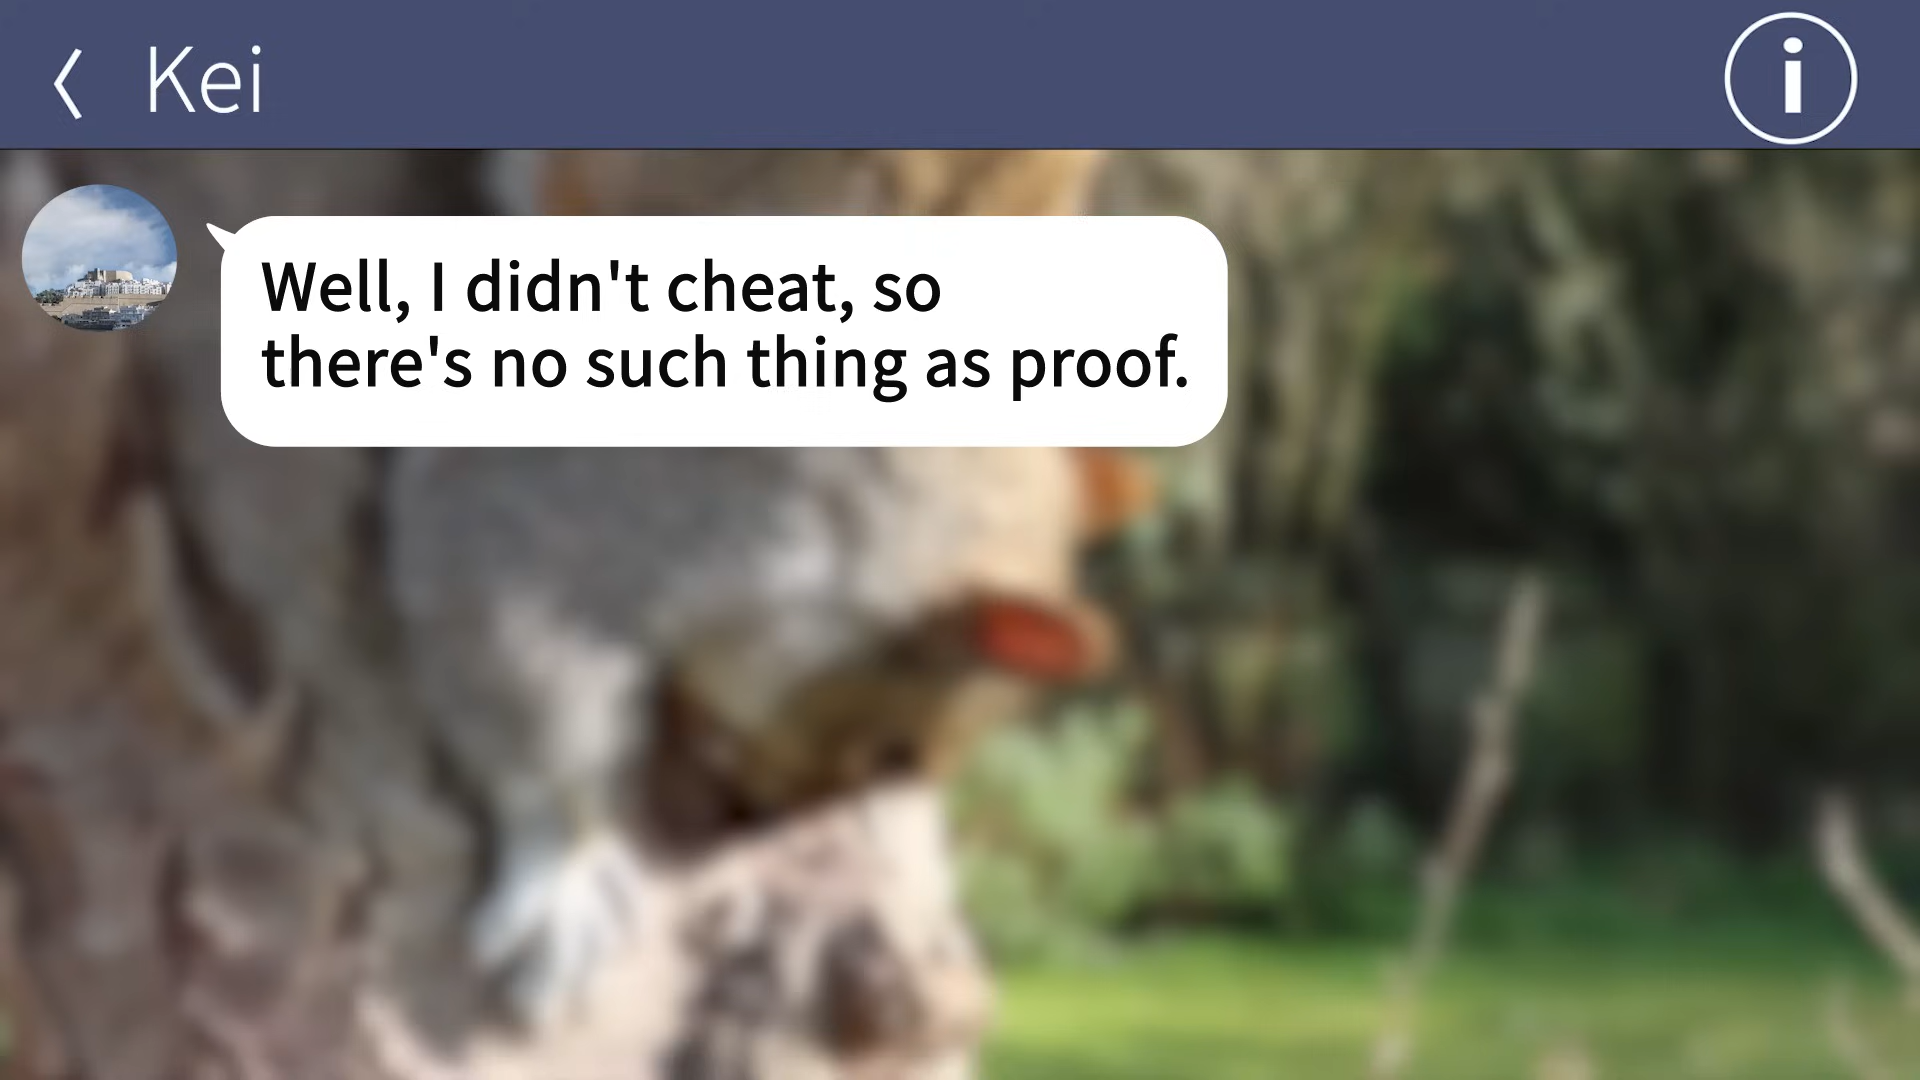 Kei
Well, I didn't cheat, so
there's no such thing as proof.